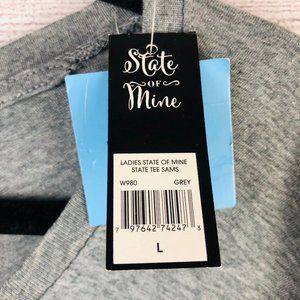 State
OF
Mine
LADIES STATE OF MINE
STATE TEE SAMS
W980 GREY
7 97642 74247 3
L